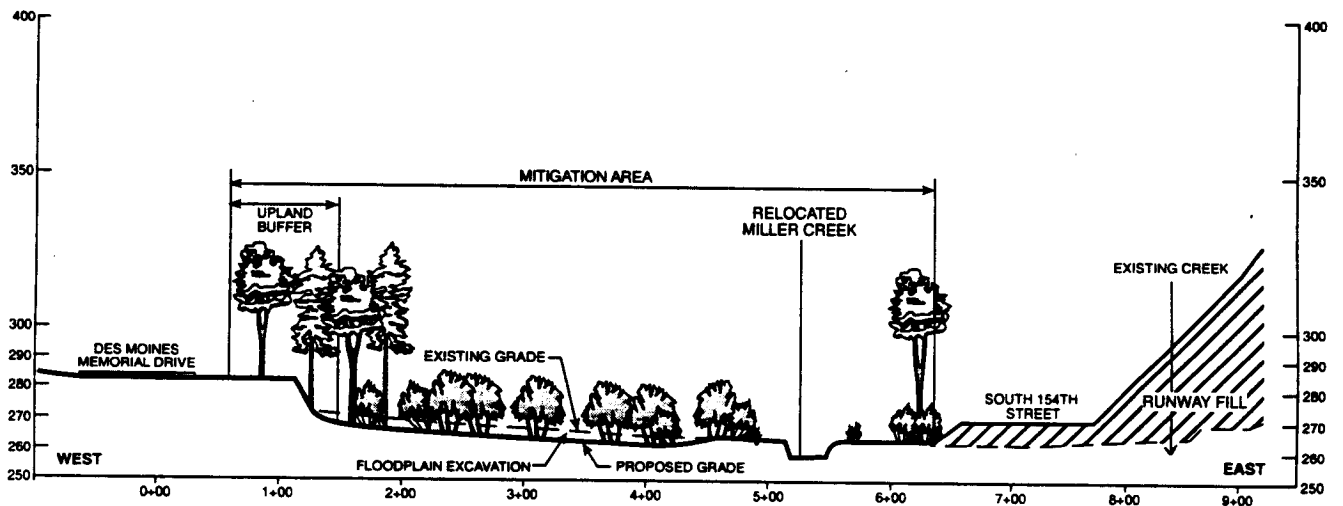 400
400
350
350
MITIGATION AREA
UPLAND
BUFFER
RELOCATED
MILLER CREEK
EXISTING CREEK
300
290
280
270
260
250
300
290
280
270
260
250
DES MOINES
MEMORIAL DRIVE
EXISTING GRADE
SOUTH 154TH
STREET
RUNWAY FILL
WEST
FLOODPLAIN EXCAVATION
PROPOSED GRADE
EAST
0+00
1+00
2+00
3+00
4+00
5+00
6+00
7+00
8+00
9+00